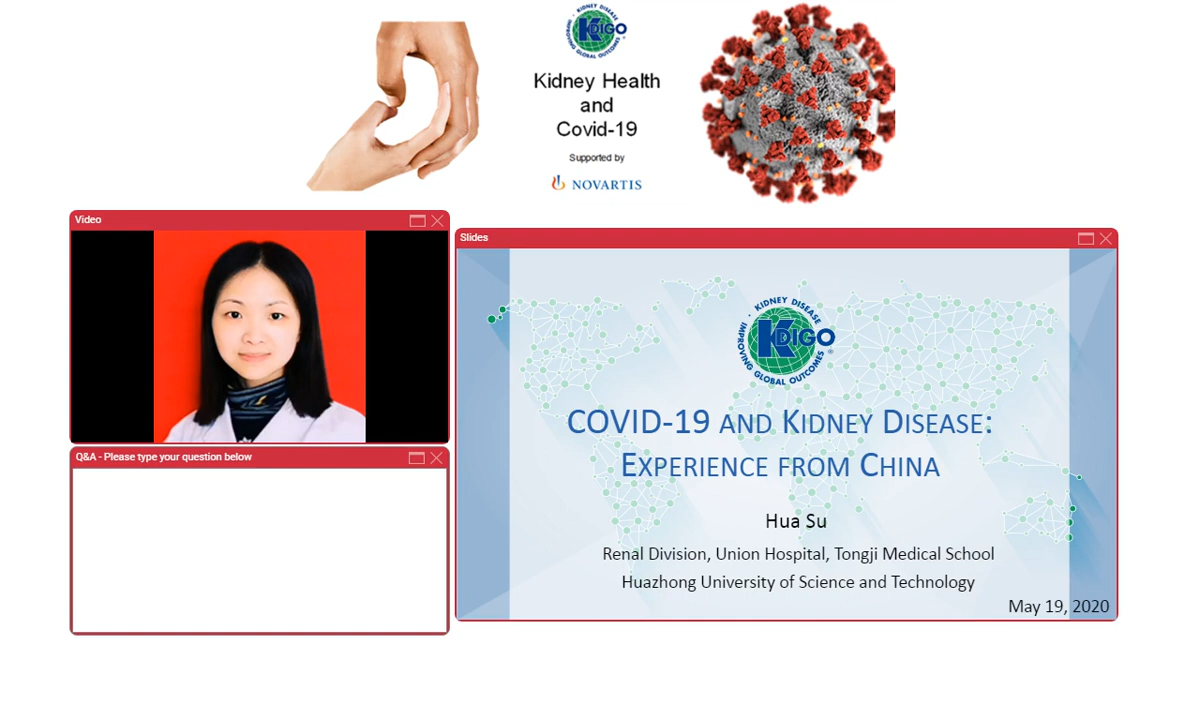 KDIGO
KIDNEY DISEASE
IMPROVING GLOBAL OUTCOMES
Kidney Health
and
Covid-19
Supported by
NOVARTIS
Video
Q&A - Please type your question below
Slides
KIDNEY DISEASE
KDIGO
IMPROVING GLOBAL OUTCOMES
®
COVID-19 AND KIDNEY DISEASE:
EXPERIENCE FROM CHINA
Hua Su
Renal Division, Union Hospital, Tongji Medical School
Huazhong University of Science and Technology
May 19, 2020